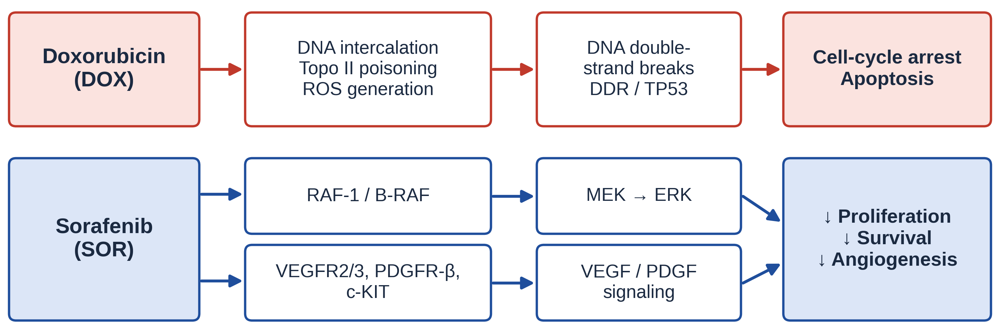 Doxorubicin
(DOX)
DNA intercalation
Topo II poisoning
ROS generation
DNA double-
strand breaks
DDR / TP53
Cell-cycle arrest
Apoptosis
Sorafenib
(SOR)
RAF-1 / B-RAF
MEK → ERK
VEGFR2/3, PDGFR-β,
c-KIT
VEGF / PDGF
signaling
↓ Proliferation
↓ Survival
↓ Angiogenesis